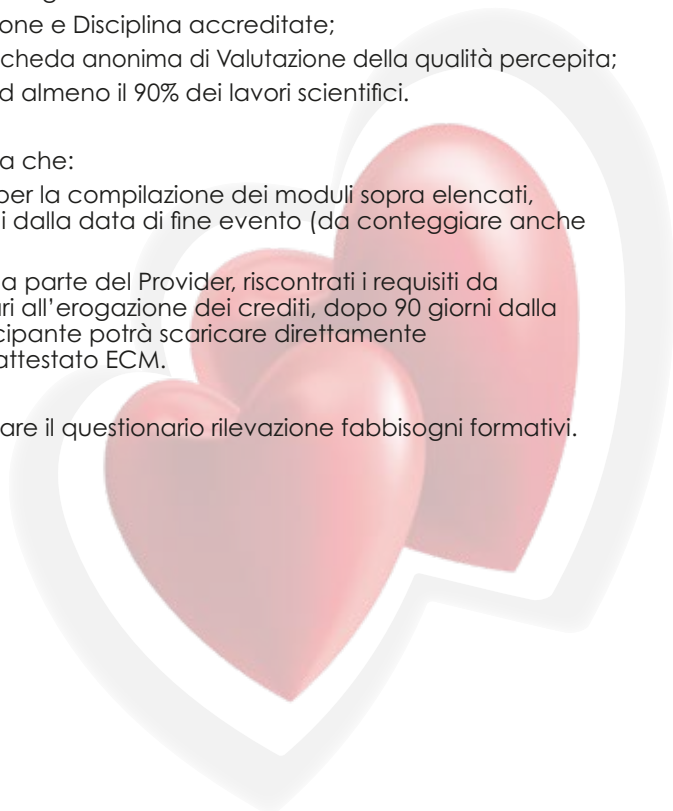 one e Disciplina accreditate;
cheda anonima di Valutazione della qualità percepita;
d almeno il 90% dei lavori scientifici.
a che:
per la compilazione dei moduli sopra elencati,
i dalla data di fine evento (da conteggiare anche
a parte del Provider, riscontrati i requisiti da
ri all’erogazione dei crediti, dopo 90 giorni dalla
cipante potrà scaricare direttamente
attestato ECM.
are il questionario rilevazione fabbisogni formativi.